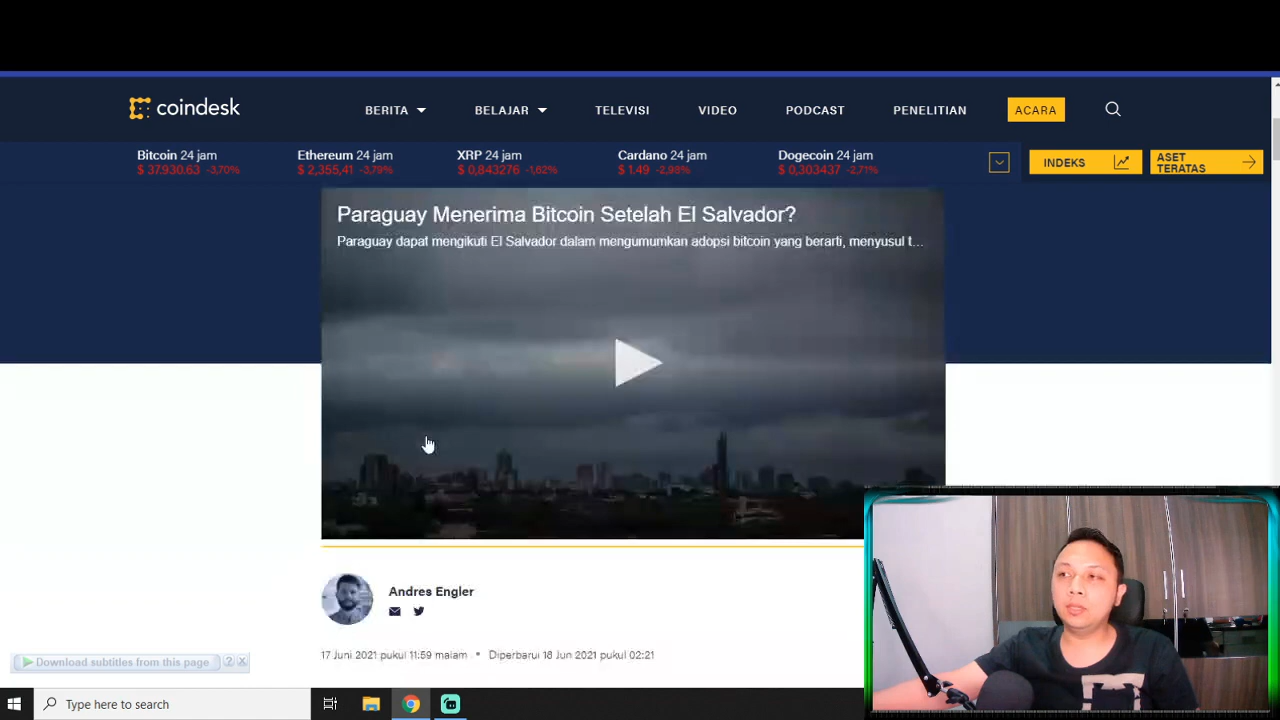 coindesk
BERITA
BELAJAR
TELEVISI
VIDEO
PODCAST
PENELITIAN
ACARA
Bitcoin 24 jam
$ 37.930.63 -3,70%
Ethereum 24 jam
$ 2,355,41 -3,79%
XRP 24 jam
$ 0,843276 -1,62%
Cardano 24 jam
$ 1.49 -2,98%
Dogecoin 24 jam
$ 0,303437 -2,71%
INDEKS
ASET
TERATAS
Paraguay Menerima Bitcoin Setelah El Salvador?
Paraguay dapat mengikuti El Salvador dalam mengumumkan adopsi bitcoin yang berarti, menyusul t...
Andres Engler
17 Juni 2021 pukul 11:59 malam • Diperbarui 18 Jun 2021 pukul 02:21
Download subtitles from this page ? X
Type here to search